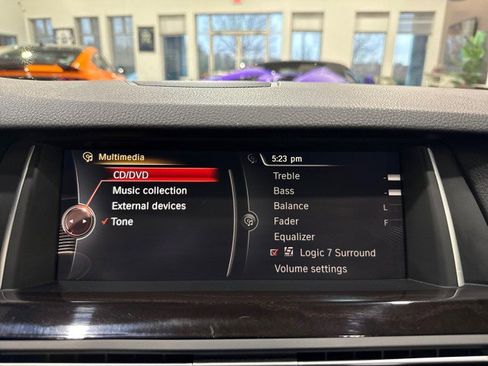 Multimedia
CD/DVD
Music collection
External devices
Tone
5:23 pm
Treble
Bass
Balance L
Fader F
Equalizer
Logic 7 Surround
Volume settings